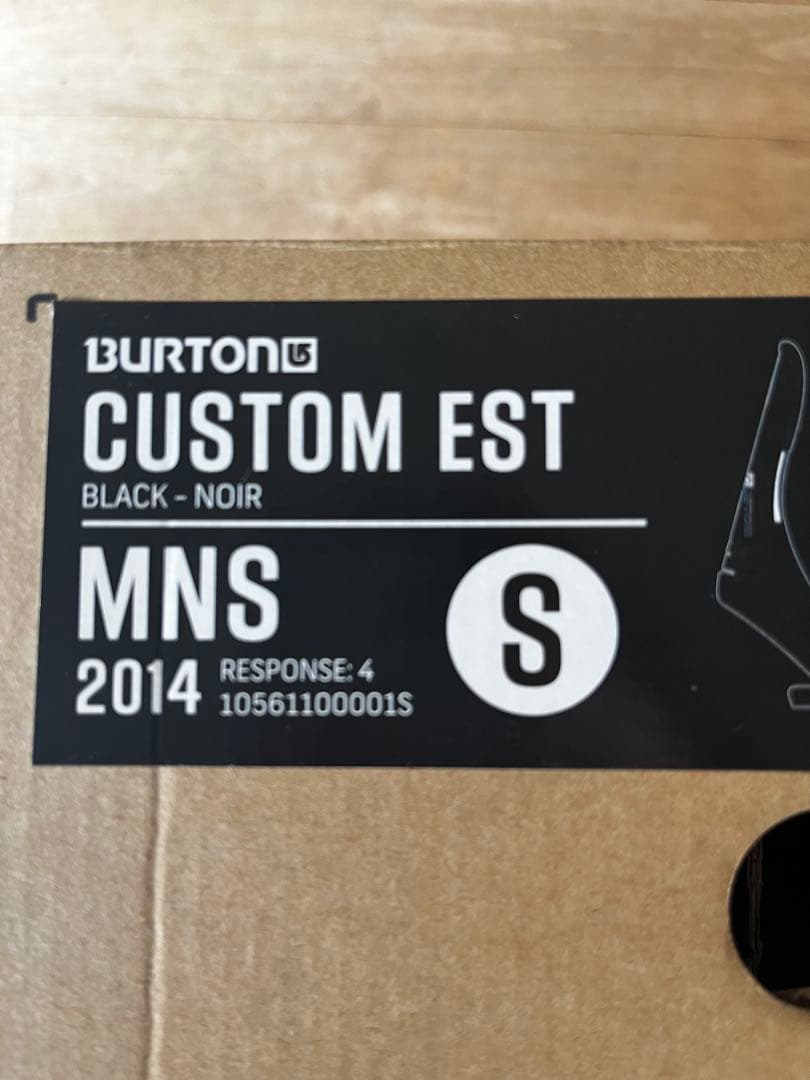 BURTON
CUSTOM EST
BLACK - NOIR
MNS
S
2014
RESPONSE: 4
10561100001S